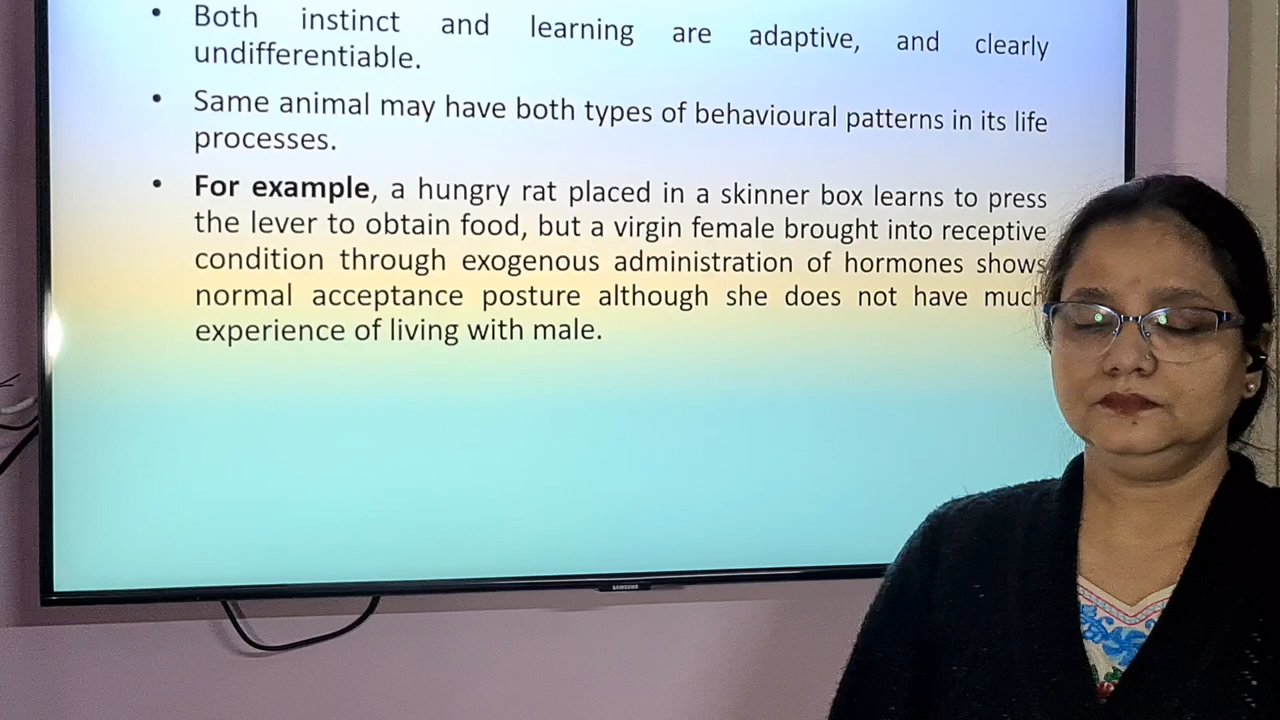 • Both instinct and learning are adaptive, and clearly
undifferentiable.
• Same animal may have both types of behavioural patterns in its life
processes.
• For example, a hungry rat placed in a skinner box learns to press
the lever to obtain food, but a virgin female brought into receptive
condition through exogenous administration of hormones shows
normal acceptance posture although she does not have much
experience of living with male.
SAMSUNG